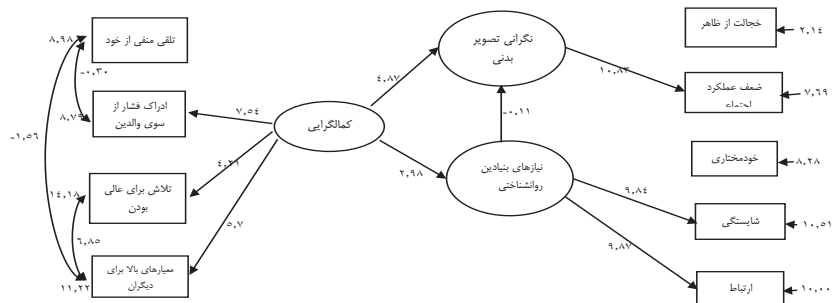 تلقی منفی از خود
ادراک فشار از
سوی والدین
تلاش برای عالی
بودن
معیارهای بالا برای
دیگران
کمالگرایی
نگرانی تصویر
بدنی
نیازهای بنیادین
روانشناختی
خجالت از ظاهر
ضعف عملکرد
خودمختاری
شایستگی
ارتباط
۸,۹۸
-۰,۳۰
۸,۷۹
-۱,۵۶
۱۴,۱۸
۶,۸۵
۱۱,۲۲
۷,۵۴
۵,۷
۴,۸۷
۲,۹۸
-۰,۱۱
۱۰,۸۳
۹,۸۴
۹,۸۷
۲,۱۴
۷,۶۹
۸,۲۸
۱۰,۵۱
۱۰,۰۰